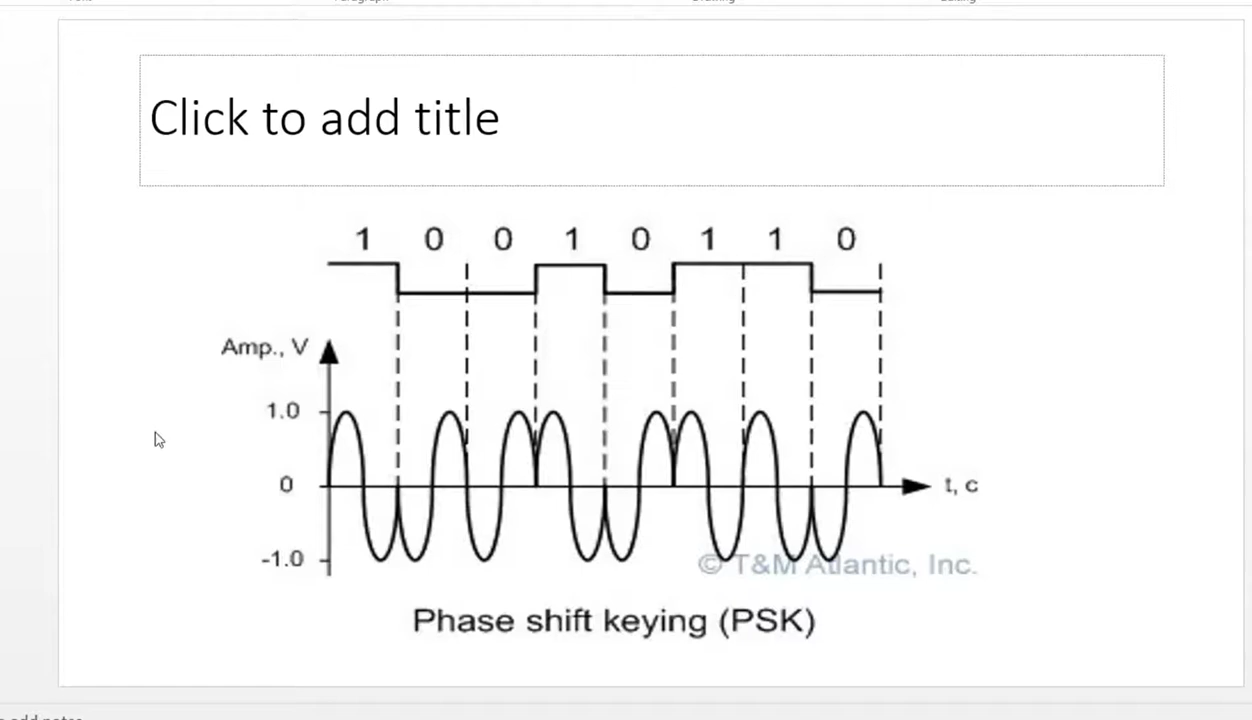 Click to add title
1 0 0 1 0 1 1 0
Amp., V
1.0
0
-1.0
t, c
© T&M Atlantic, Inc.
Phase shift keying (PSK)